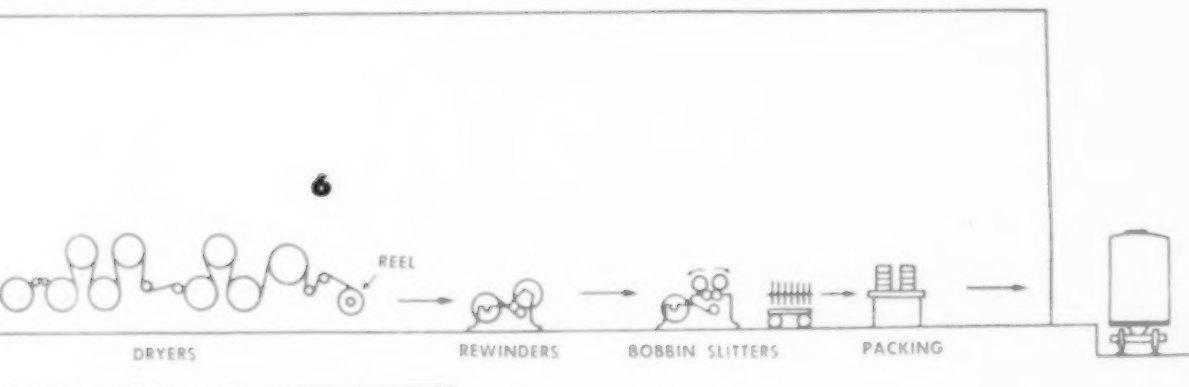 6
REEL
DRYERS
REWINDERS
BOBBIN SLITTERS
PACKING